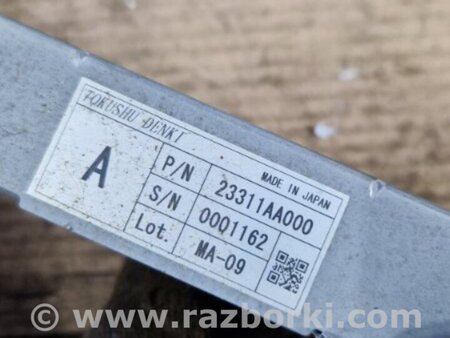 TOKUSHU DENKI
MADE IN JAPAN
A
P/N 23311AA000
S/N 0001162
Lot. MA-09
© www.razborki.com